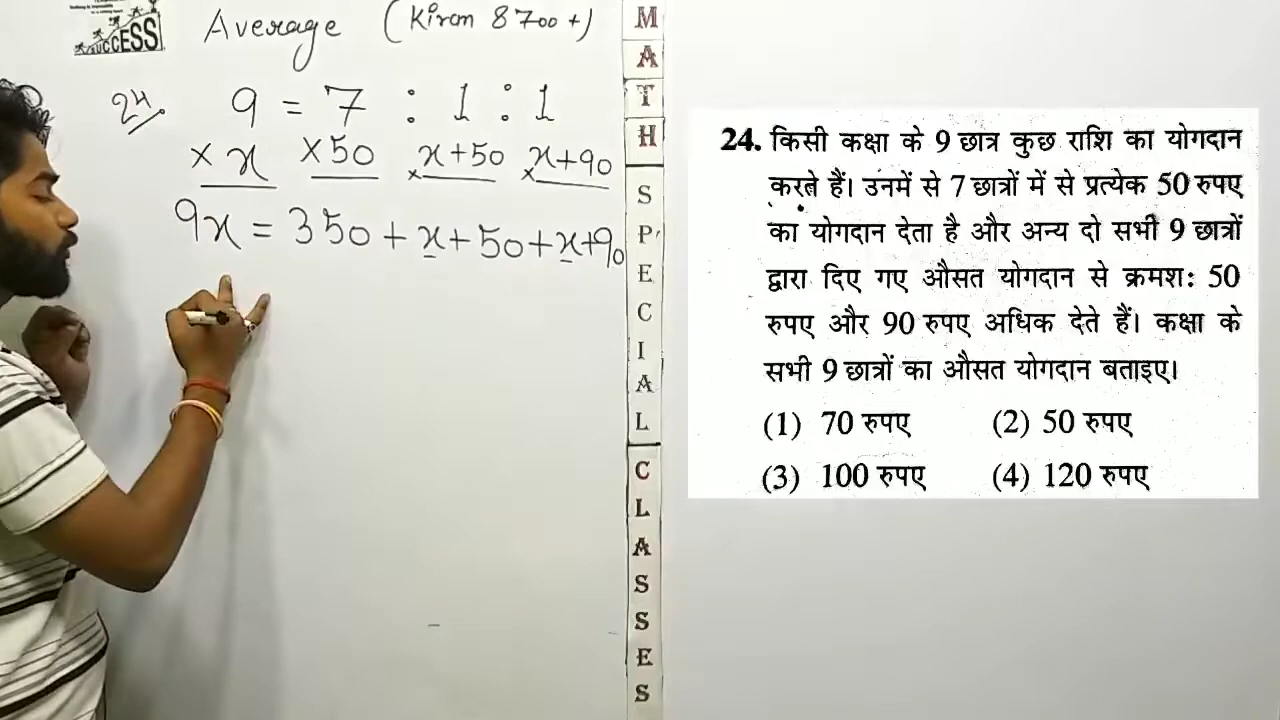 SUCCESS
Average (Kiran 8700+)
24. 9 = 7 : 1 : 1
× x ×50 ×x+50 ×x+90
9x = 350 + x + 50 + x + 90
MATH
SPECIAL
CLASSES
24. किसी कक्षा के 9 छात्र कुछ राशि का योगदान
करते हैं। उनमें से 7 छात्रों में से प्रत्येक 50 रुपए
का योगदान देता है और अन्य दो सभी 9 छात्रों
द्वारा दिए गए औसत योगदान से क्रमश: 50
रुपए और 90 रुपए अधिक देते हैं। कक्षा के
सभी 9 छात्रों का औसत योगदान बताइए।
(1) 70 रुपए (2) 50 रुपए
(3) 100 रुपए (4) 120 रुपए